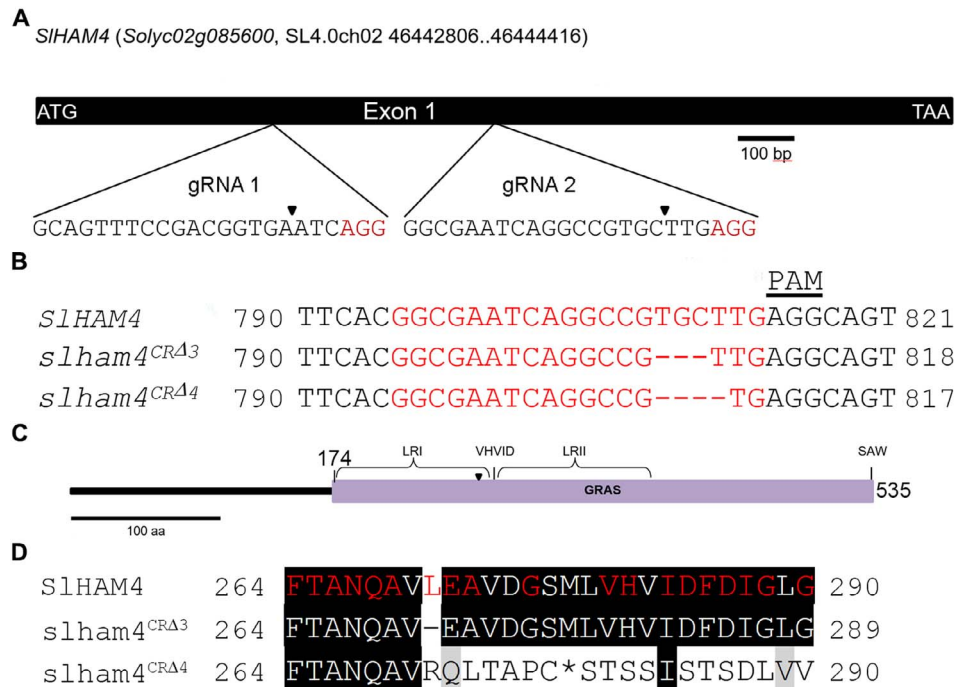 A
SlHAM4 (Solyc02g085600, SL4.0ch02 46442806..46444416)
ATG Exon 1 TAA
100 bp
gRNA 1 gRNA 2
GCAGTTTCCGACGGTGAATCAGG GGCGAATCAGGCCGTGCTTGAGG
B
PAM
SlHAM4 790 TTCACGGCGAATCAGGCCGTGCTTGAGGCAGT 821
slham4CRΔ3 790 TTCACGGCGAATCAGGCCG---TTGAGGCAGT 818
slham4CRΔ4 790 TTCACGGCGAATCAGGCCG----TGAGGCAGT 817
C
174 LRI VHVID LRII SAW
GRAS 535
100 aa
D
SlHAM4 264 FTANQAVLEAVDGSMLVHVIDFDIGLG 290
slham4CRΔ3 264 FTANQAV-EAVDGSMLVHVIDFDIGLG 289
slham4CRΔ4 264 FTANQAVRQLTAPC*STSSISTSDLVV 290